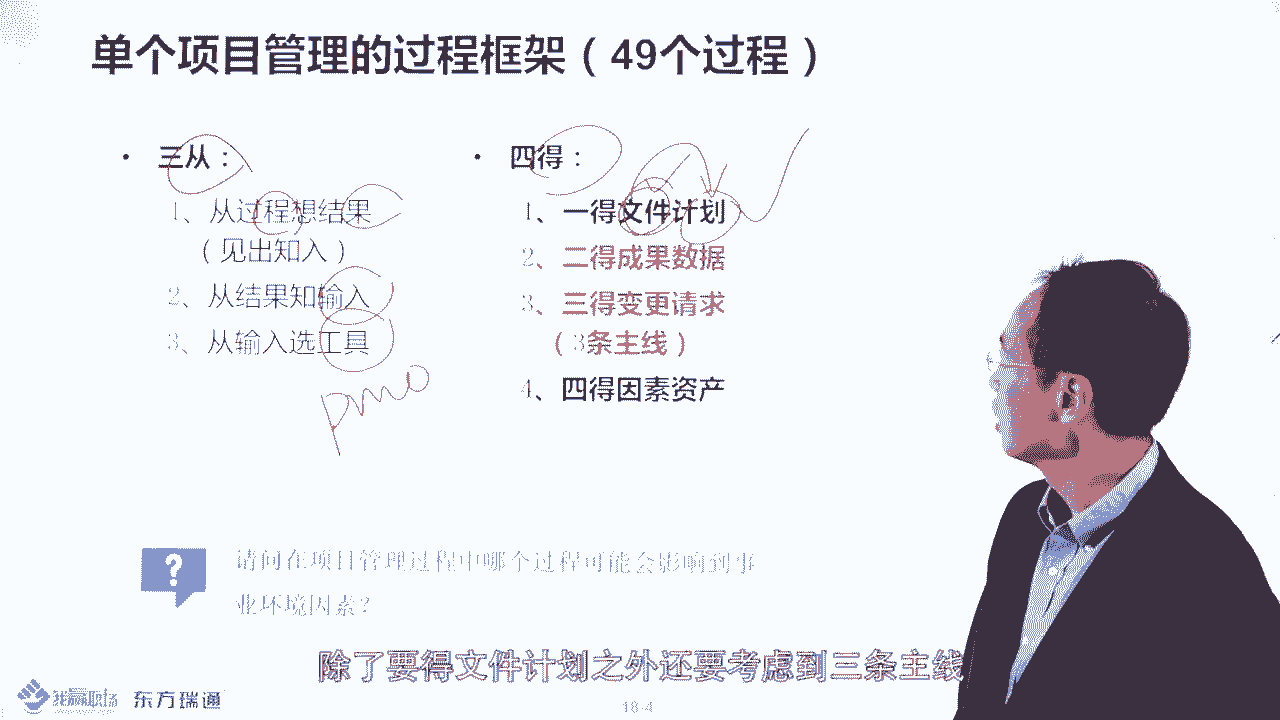 单个项目管理的过程框架（49个过程）
• 三从：
1、从过程想结果
（见出知入）
2、从结果知输入
3、从输入选工具
pmo
• 四得：
1、一得文件计划
2、二得成果数据
3、三得变更请求
（3条主线）
4、四得因素资产
?
请问在项目管理过程中哪个过程可能会影响到事
业环境因素？
除了要得文件计划之外还要考虑到三条主线
我赢职场 东方瑞通
18-4